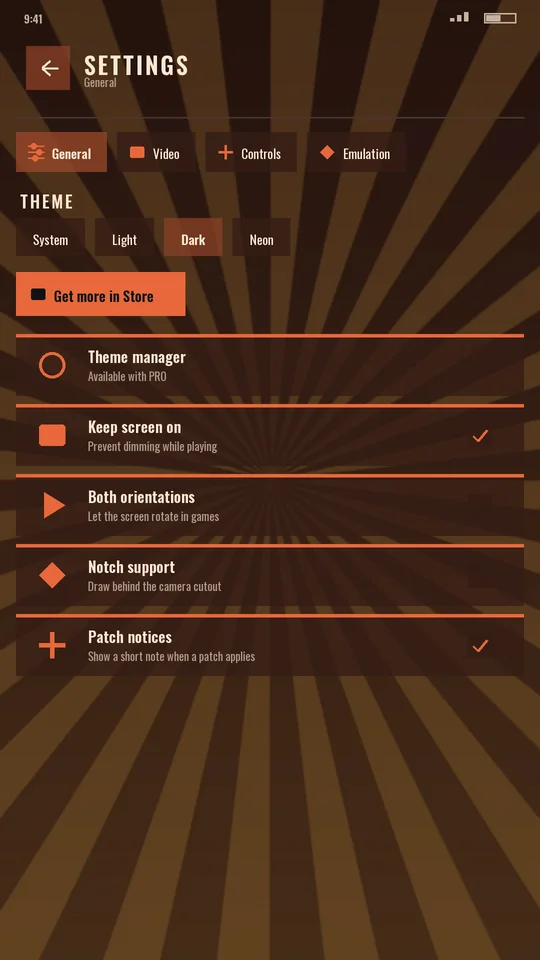 9:41
SETTINGS
General
General
Video
Controls
Emulation
THEME
System
Light
Dark
Neon
Get more in Store
Theme manager
Available with PRO
Keep screen on
Prevent dimming while playing
Both orientations
Let the screen rotate in games
Notch support
Draw behind the camera cutout
Patch notices
Show a short note when a patch applies